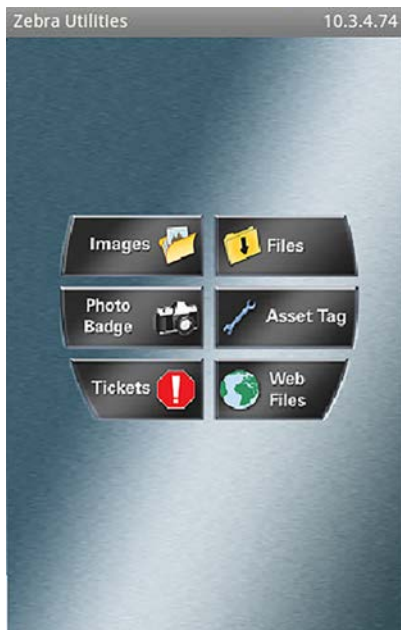 Zebra Utilities 10.3.4.74
Images
Files
Photo
Badge
Asset Tag
Tickets
Web
Files